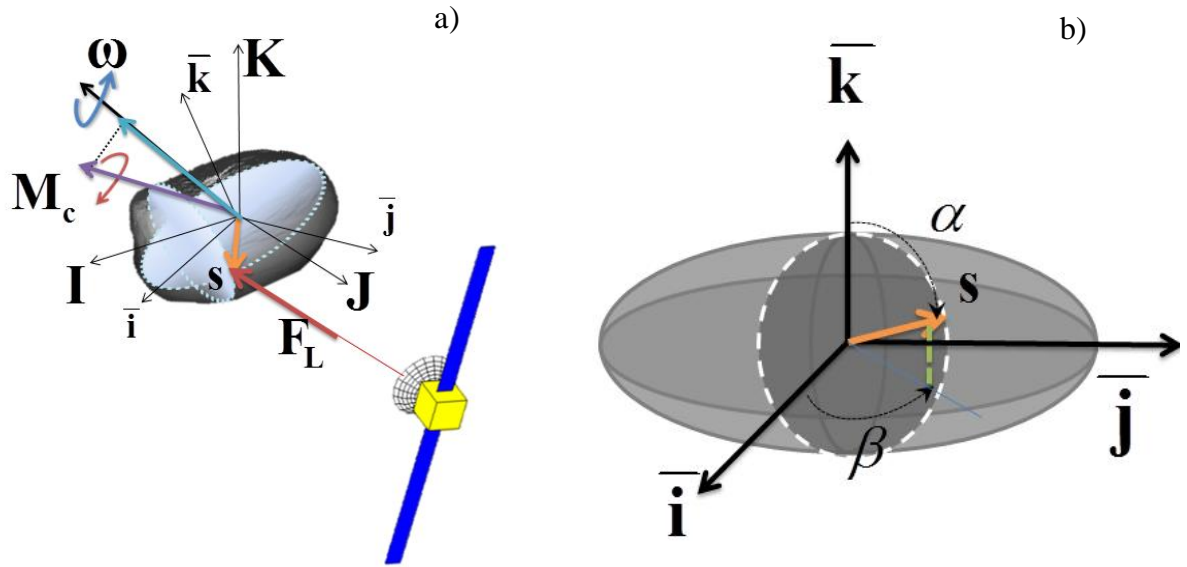 a)
ω
k̅
K
M_c
j̅
I
s
J
i̅
F_L
b)
k̅
α
s
β
j̅
i̅